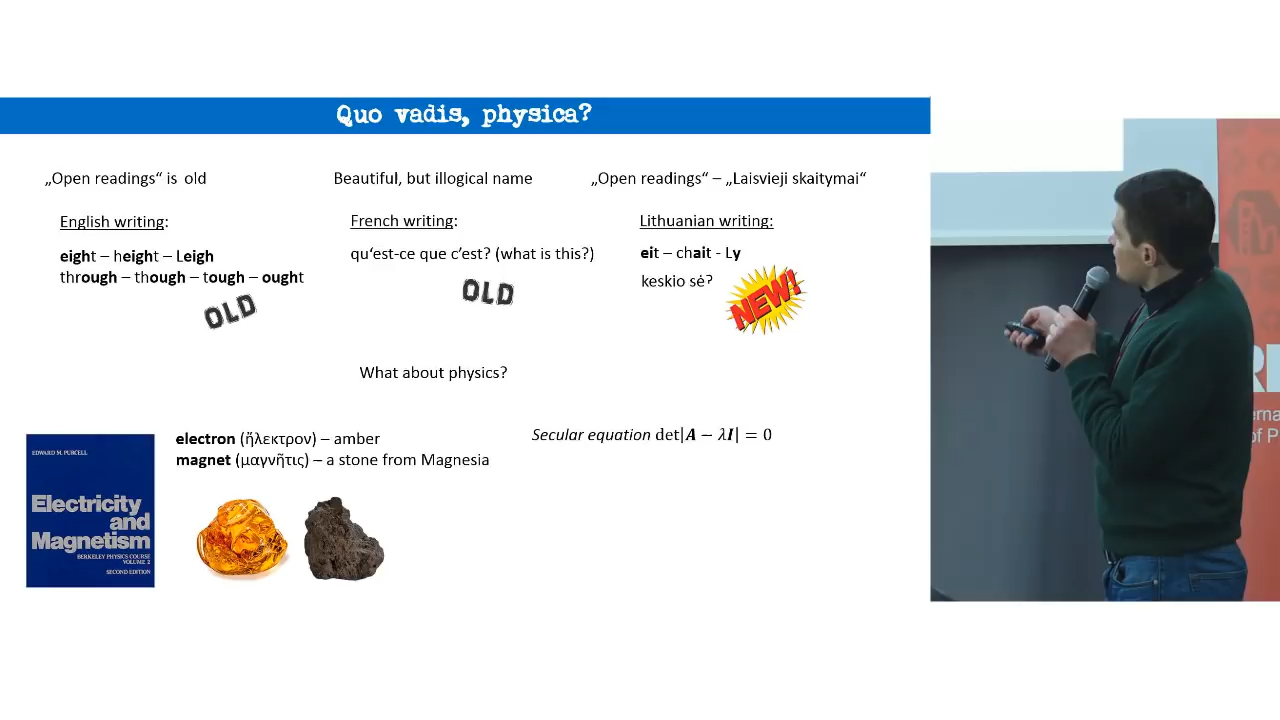 Quo vadis, physica?
„Open readings“ is old
Beautiful, but illogical name
„Open readings“ – „Laisvieji skaitymai“
English writing:
eight – height – Leigh
through – though – tough – ought
OLD
French writing:
qu‘est-ce que c’est? (what is this?)
OLD
Lithuanian writing:
eit – chait - Ly
keskio sė?
NEW!
What about physics?
EDWARD M. PURCELL
Electricity
and
Magnetism
BERKELEY PHYSICS COURSE
VOLUME 2
SECOND EDITION
electron (ἤλεκτρον) – amber
magnet (μαγνῆτις) – a stone from Magnesia
Secular equation det|A − λI| = 0